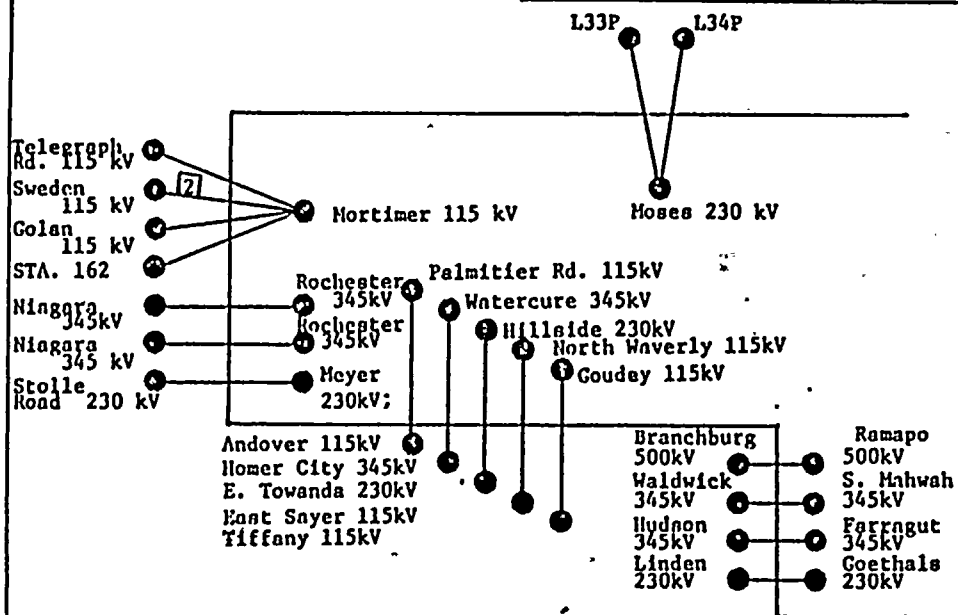 L33P L34P
Telegraph
Rd. 115 kV
Sweden
115 kV
2
Golan
115 kV
STA. 162
Mortimer 115 kV
Moses 230 kV
Niagara
345kV
Rochester
345kV
Niagara
345 kV
Rochester
345kV
Stolle
Road 230 kV
Meyer
230kV;
Palmitier Rd. 115kV
Watercure 345kV
Hillside 230kV
North Waverly 115kV
Goudey 115kV
Andover 115kV
Homer City 345kV
E. Towanda 230kV
East Sayer 115kV
Tiffany 115kV
Branchburg
500kV
Ramapo
500kV
Waldwick
345kV
S. Mahwah
345kV
Hudson
345kV
Farragut
345kV
Linden
230kV
Goethals
230kV